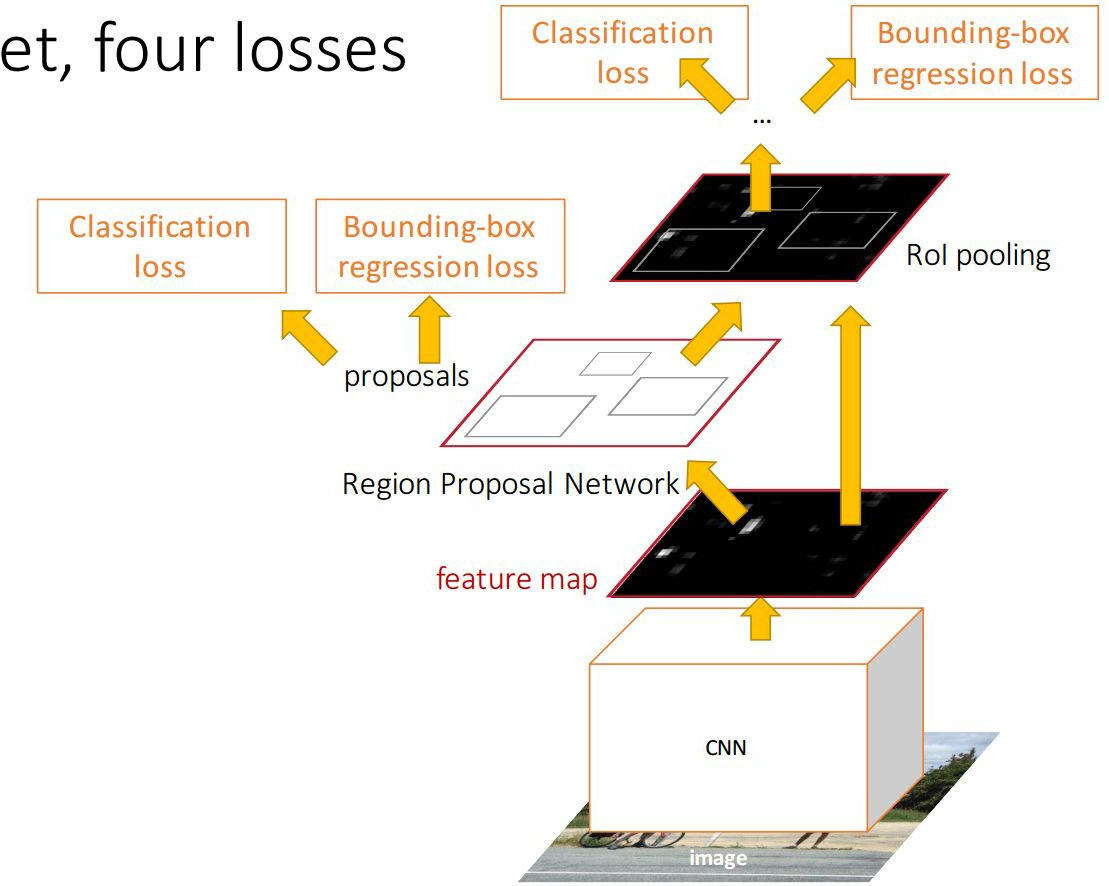 et, four losses
Classification
loss
Bounding-box
regression loss
...
Classification
loss
Bounding-box
regression loss
RoI pooling
proposals
Region Proposal Network
feature map
CNN
image